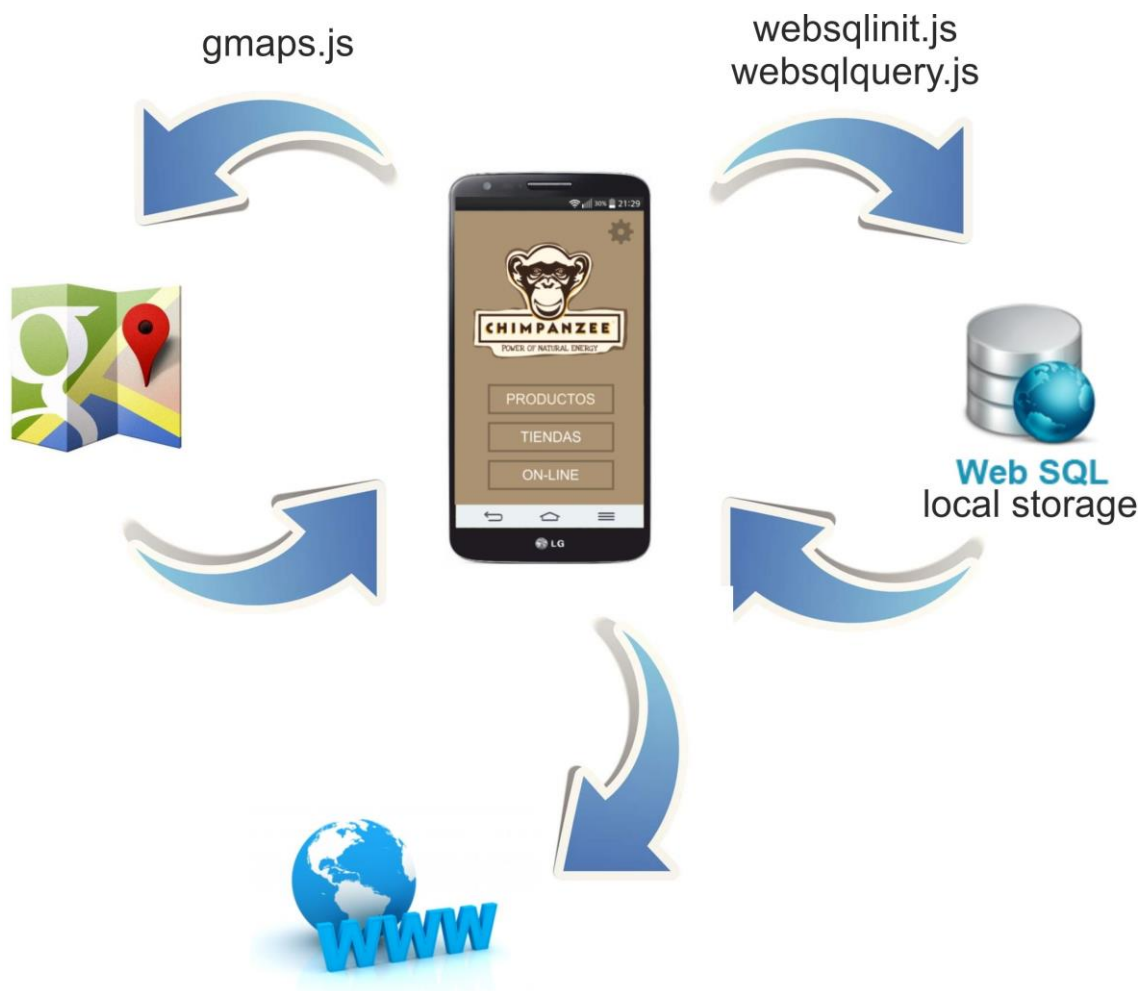 gmaps.js
websqlinit.js
websqlquery.js
30% 21:29
CHIMPANZEE
POWER OF NATURAL ENERGY
PRODUCTOS
TIENDAS
ON-LINE
LG
g
Web SQL
local storage
WWW